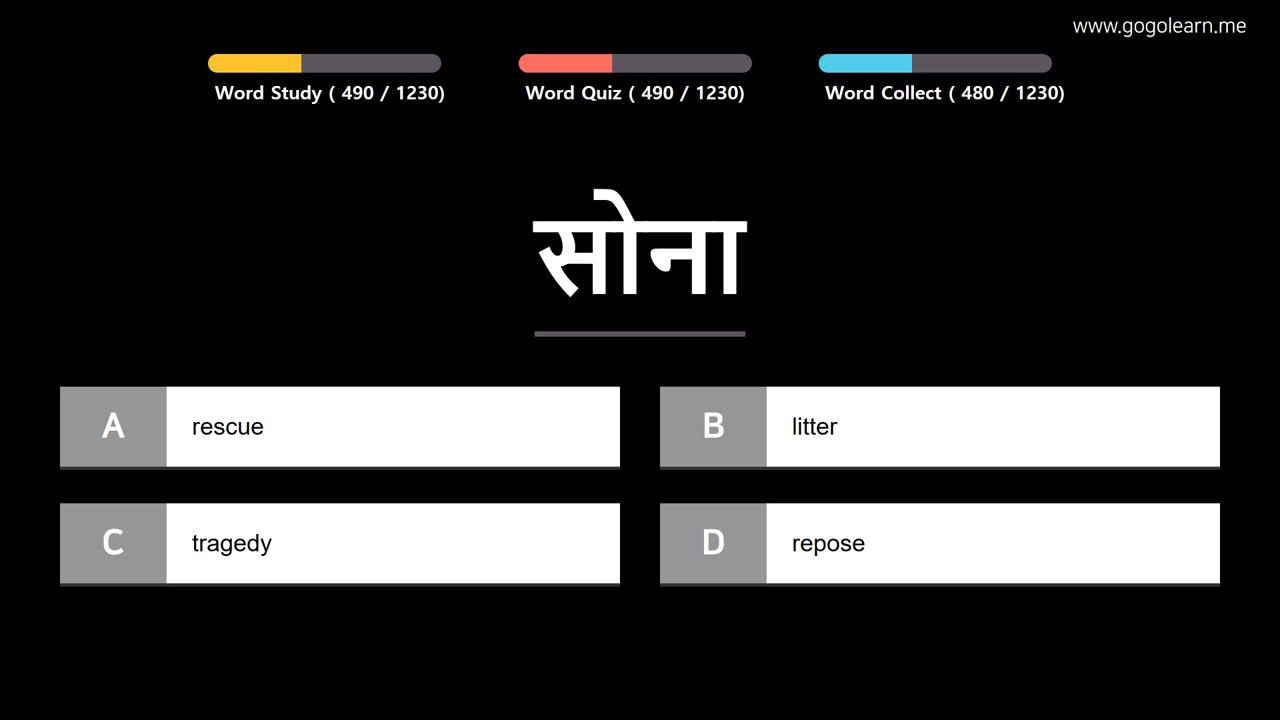 www.gogolearn.me
Word Study ( 490 / 1230)
Word Quiz ( 490 / 1230)
Word Collect ( 480 / 1230)
सोना
A rescue
B litter
C tragedy
D repose